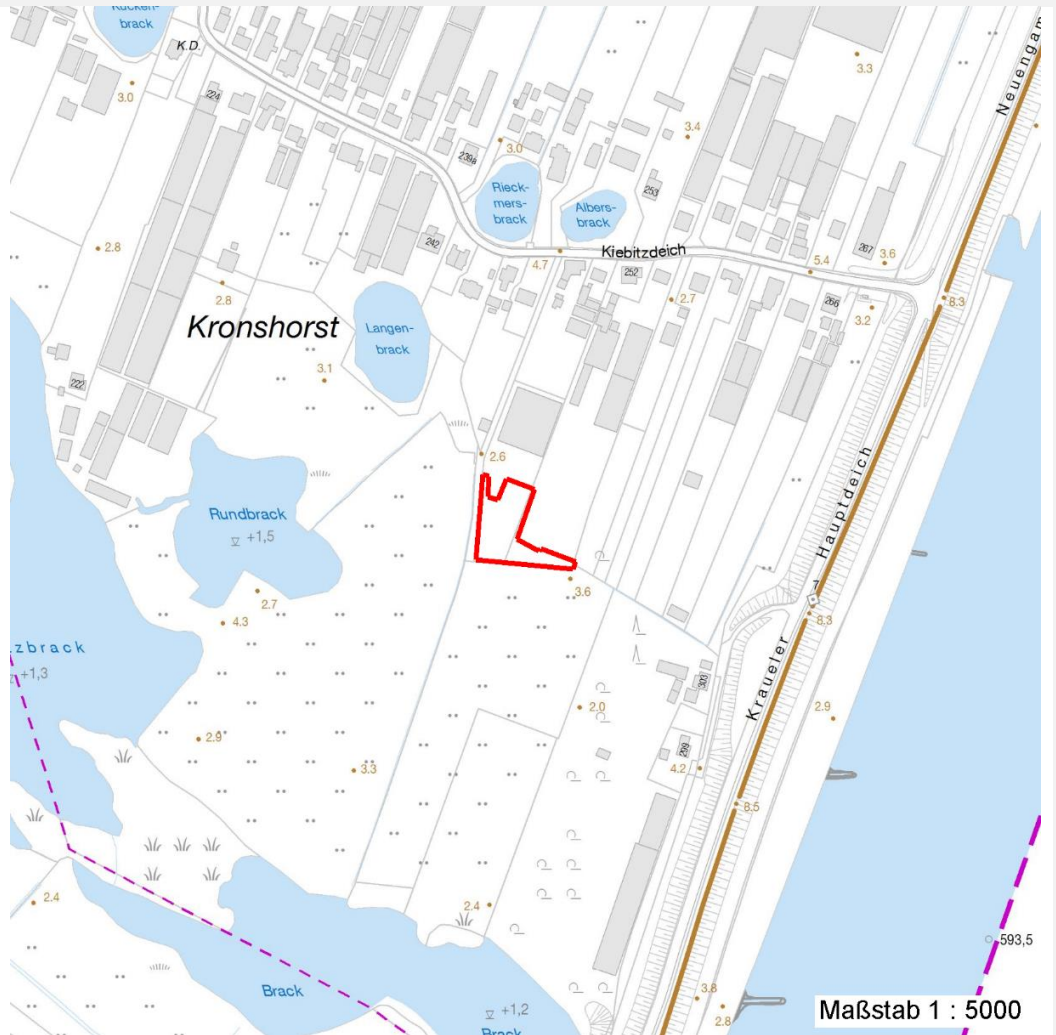 brack
K.D.
3.0
224
239a
3.0
3.4
3.3
253
Rieck-
mers-
brack
Albers-
brack
242
2.8
2.8
4.7
Kiebitzdeich
252
2.7
5.4
267
3.6
266
3.2
8.3
Kronshorst
Langen-
brack
3.1
222
2.6
Rundbrack
+1,5
Hauptdeich
3.6
2.7
4.3
7
8.3
zbrack
+1,3
303
Kraueler
2.0
2.9
2.9
3.3
299
4.2
8.5
2.4
2.4
593,5
Brack
+1,2
Brack
3.8
2.8
Maßstab 1 : 5000